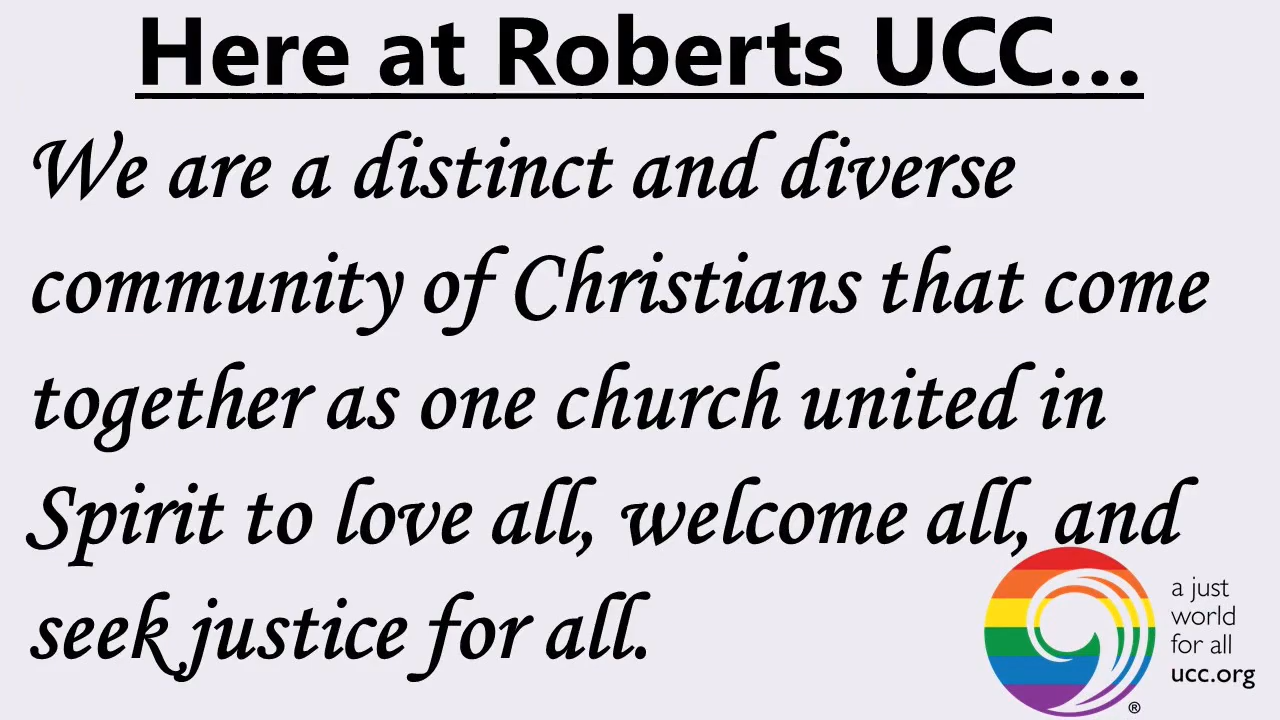 Here at Roberts UCC...
We are a distinct and diverse
community of Christians that come
together as one church united in
Spirit to love all, welcome all, and
seek justice for all.
a just
world
for all
ucc.org
®